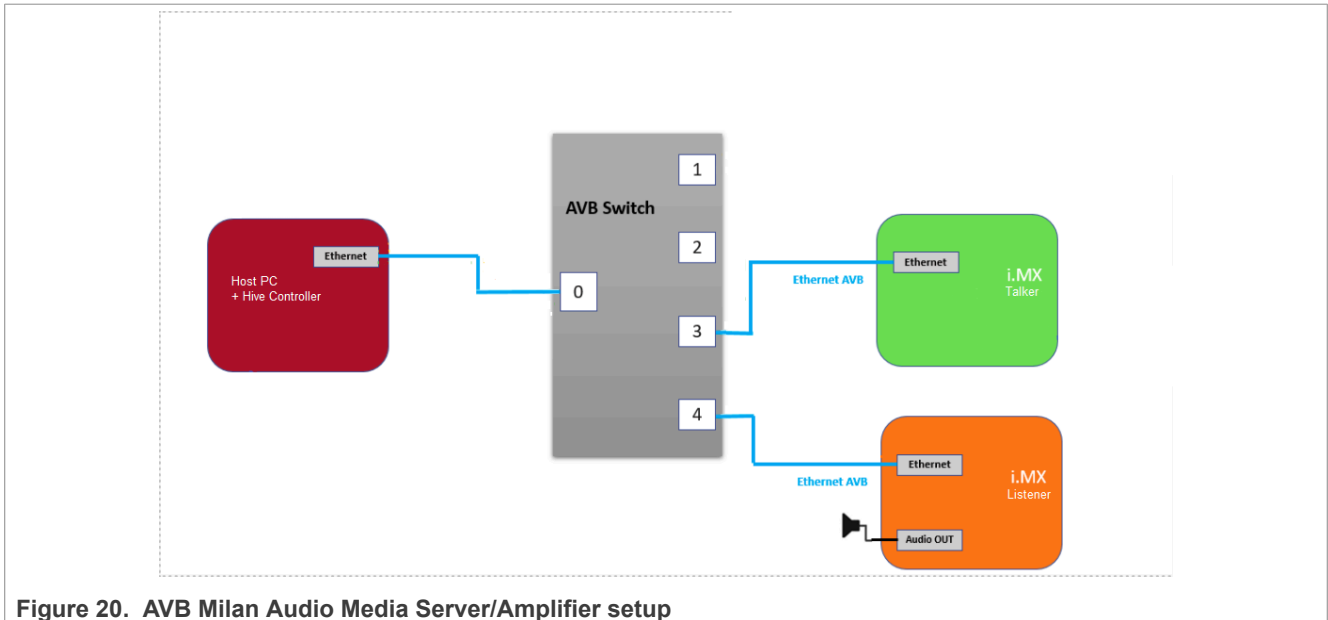 1
AVB Switch
2
Ethernet
Host PC
+ Hive Controller
0
Ethernet
i.MX
Talker
Ethernet AVB
3
4
Ethernet
i.MX
Listener
Ethernet AVB
Audio OUT
Figure 20. AVB Milan Audio Media Server/Amplifier setup